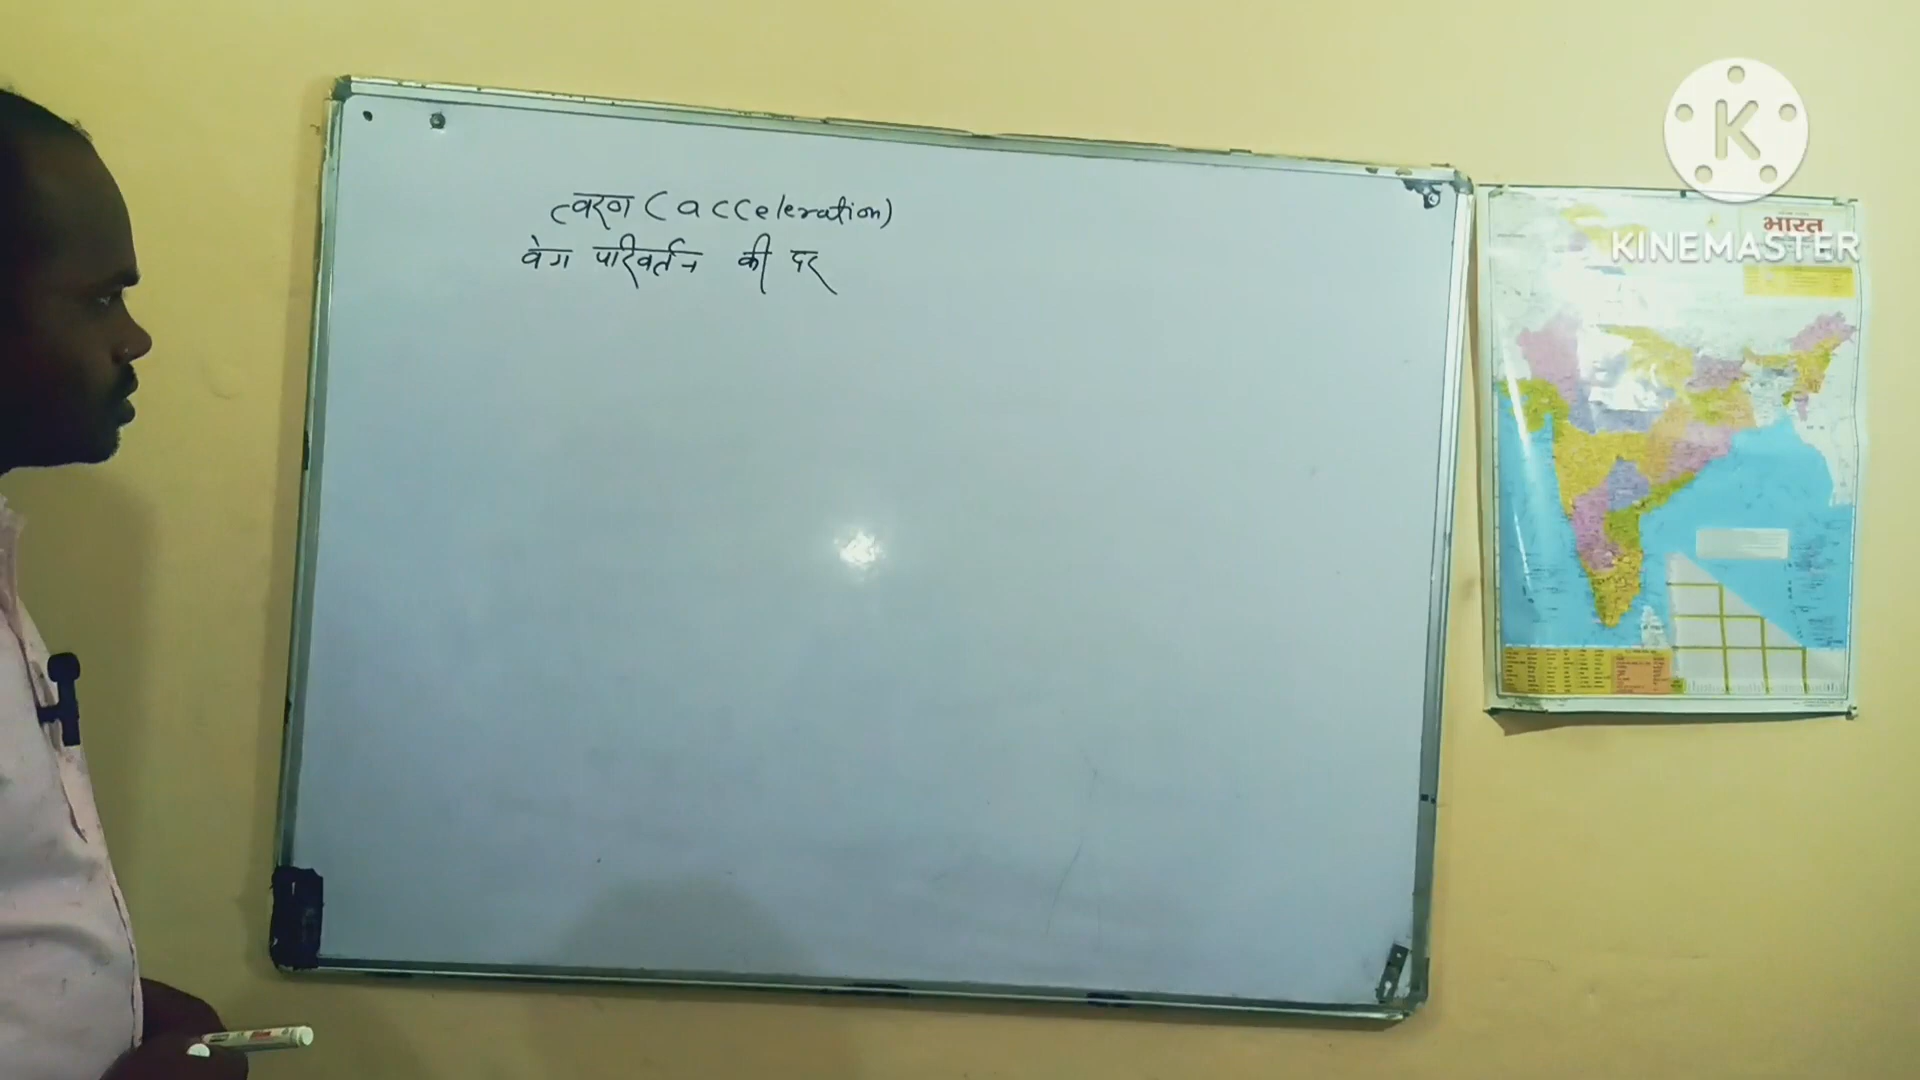 त्वरण (acceleration)
वेग परिवर्तन की दर
K
KINEMASTER
भारत